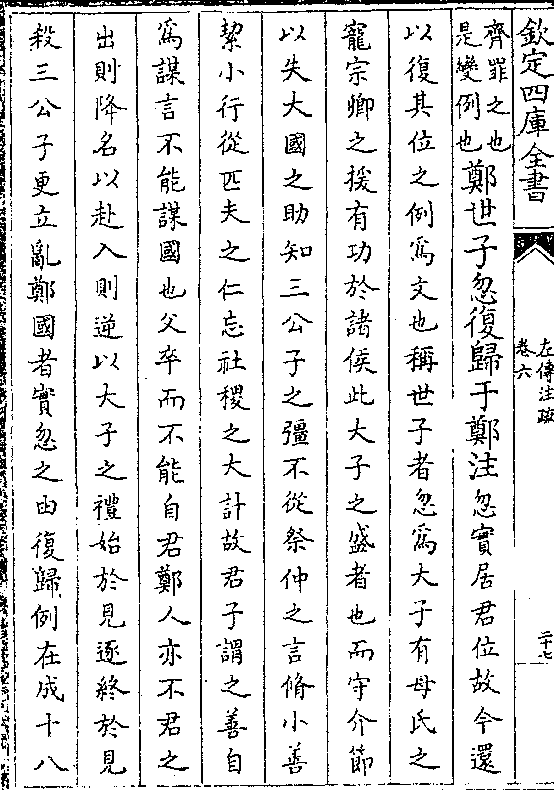 欽定四庫全書
左傳注疏
卷六
二十七
齊罪之也
是變例也
鄭世子忽復歸于鄭注忽實居君位故今還
以復其位之例爲文也稱世子者忽爲大子有母氏之
寵宗卿之援有功於諸侯此大子之盛者也而守介節
以失大國之助知三公子之彊不從祭仲之言脩小善
絜小行從匹夫之仁忘社稷之大計故君子謂之善自
爲謀言不能謀國也父卒而不能自君鄭人亦不君之
出則降名以赴入則逆以大子之禮始於見逐終於見
殺三公子更立亂鄭國者實忽之由復歸例在成十八